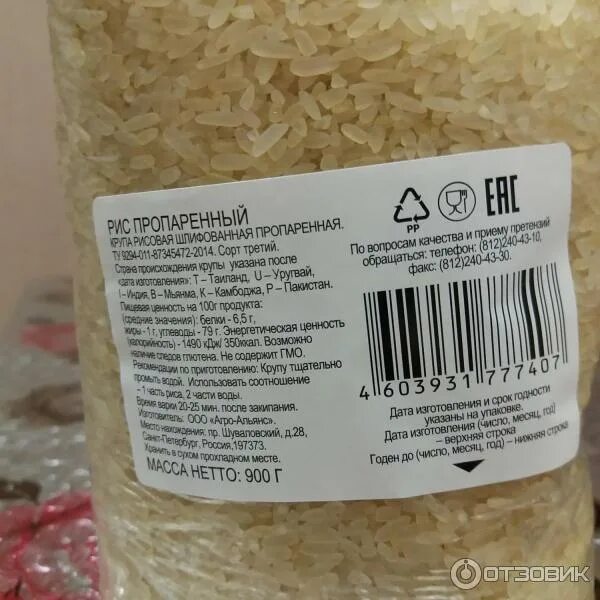 РИС ПРОПАРЕННЫЙ
КРУПА РИСОВАЯ ШЛИФОВАННАЯ ПРОПАРЕННАЯ.
ТУ 9294-011-87345472-2014. Сорт третий.
Страна происхождения крупы указана после
«дата изготовления»: Т – Таиланд, U – Уругвай,
I – Индия, В – Мьянма, К – Камбоджа, Р – Пакистан.
Пищевая ценность на 100г продукта:
(средние значения): белки - 6,5 г,
жиры - 1 г, углеводы - 79 г. Энергетическая ценность
(калорийность) - 1490 кДж/ 350ккал. Возможно
наличие следов глютена. Не содержит ГМО.
Рекомендации по приготовлению: Крупу тщательно
промыть водой. Использовать соотношение
– 1 часть риса, 2 части воды.
Время варки 20-25 мин. после закипания.
Изготовитель: ООО «Агро-Альянс».
Место нахождения: пр. Шуваловский, д.28,
Санкт-Петербург, Россия,197373.
Хранить в сухом прохладном месте.
МАССА НЕТТО: 900 Г
PP
EAC
По вопросам качества и приему претензий
обращаться: телефон: (812)240-43-10,
факс: (812)240-43-30.
4 603931 777407
Дата изготовления и срок годности
указаны на упаковке.
Дата изготовления (число, месяц, год)
– верхняя строка
Годен до (число, месяц, год) – нижняя строка
ОТЗОВИК